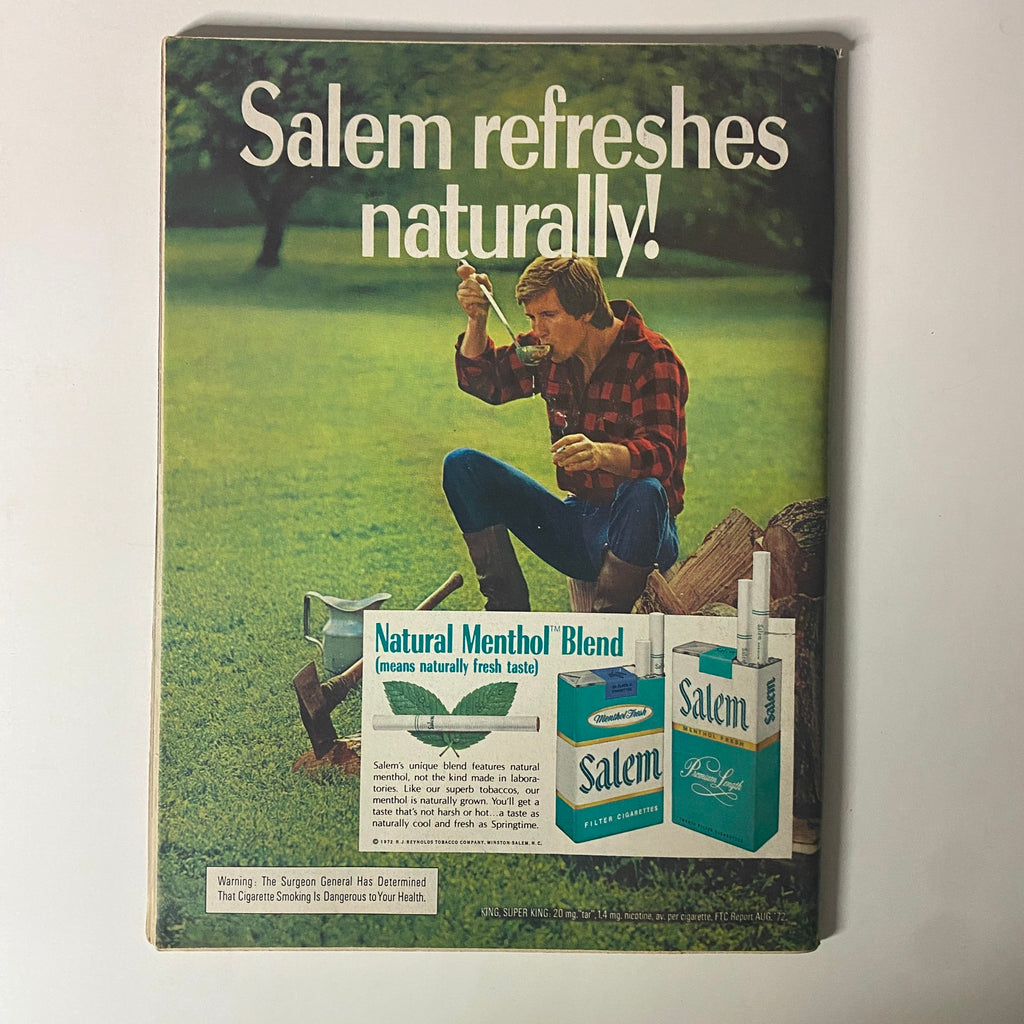 Salem refreshes
naturally!
Natural Menthol™ Blend
(means naturally fresh taste)
Salem
Salem's unique blend features natural
menthol, not the kind made in labora-
tories. Like our superb tobaccos, our
menthol is naturally grown. You'll get a
taste that's not harsh or hot...a taste as
naturally cool and fresh as Springtime.
© 1972 R.J. REYNOLDS TOBACCO COMPANY, WINSTON-SALEM, N.C.
Menthol Fresh
Salem
FILTER CIGARETTES
Salem
Salem
MENTHOL FRESH
Premium Length
Salem
Warning: The Surgeon General Has Determined
That Cigarette Smoking Is Dangerous to Your Health.
KING, SUPER KING: 20 mg. "tar", 1.4 mg. nicotine, av. per cigarette, FTC Report AUG. '72.